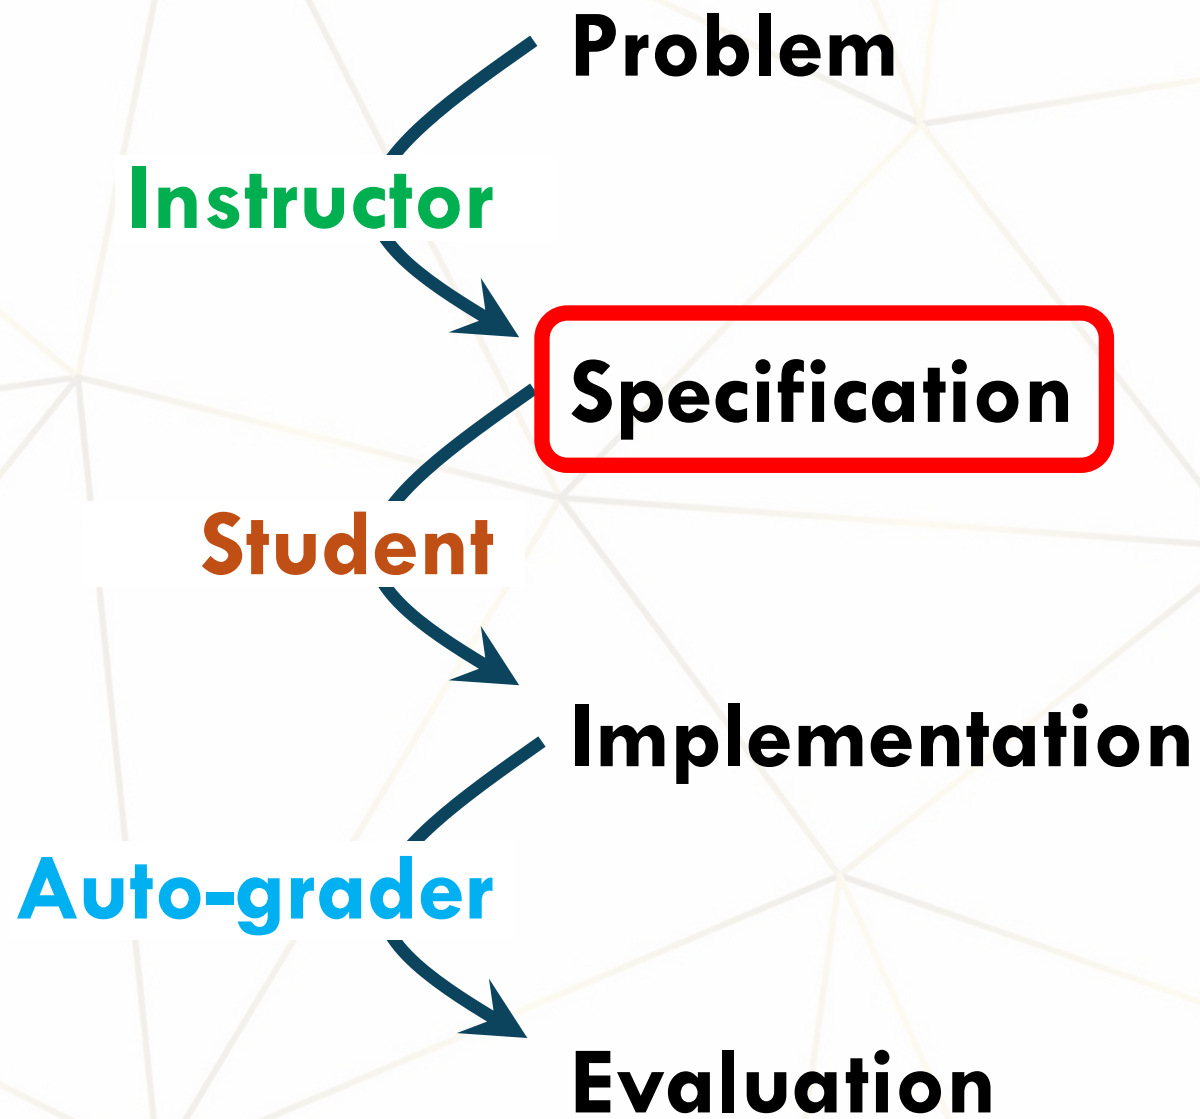 Problem
Instructor
Specification
Student
Implementation
Auto-grader
Evaluation